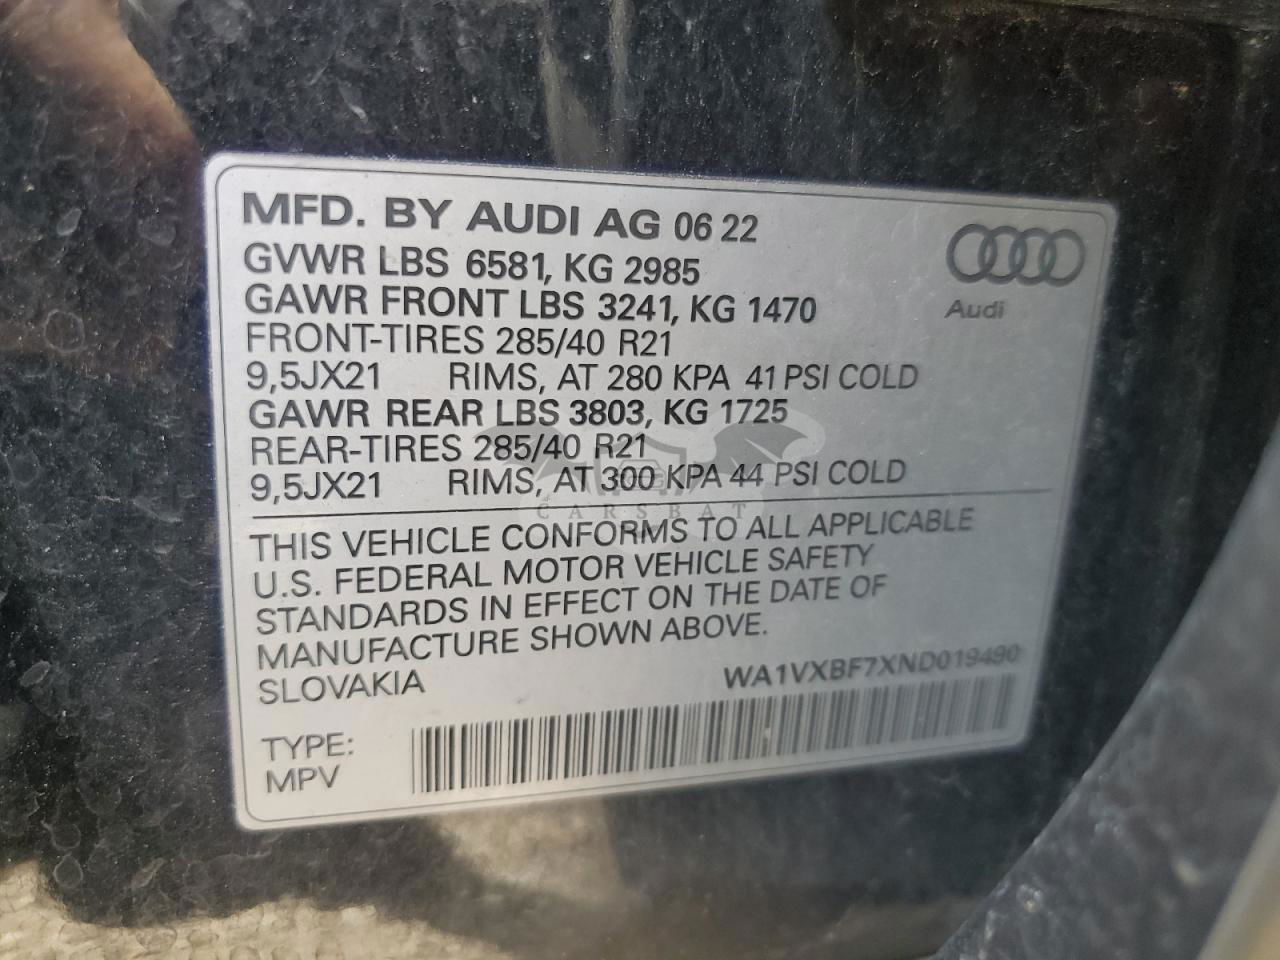 MFD. BY AUDI AG 06 22
GVWR LBS 6581, KG 2985
GAWR FRONT LBS 3241, KG 1470
FRONT-TIRES 285/40 R21
9,5JX21 RIMS, AT 280 KPA 41 PSI COLD
GAWR REAR LBS 3803, KG 1725
REAR-TIRES 285/40 R21
9,5JX21 RIMS, AT 300 KPA 44 PSI COLD
Audi
CARSBAT
THIS VEHICLE CONFORMS TO ALL APPLICABLE
U.S. FEDERAL MOTOR VEHICLE SAFETY
STANDARDS IN EFFECT ON THE DATE OF
MANUFACTURE SHOWN ABOVE.
SLOVAKIA
WA1VXBF7XND019490
TYPE:
MPV